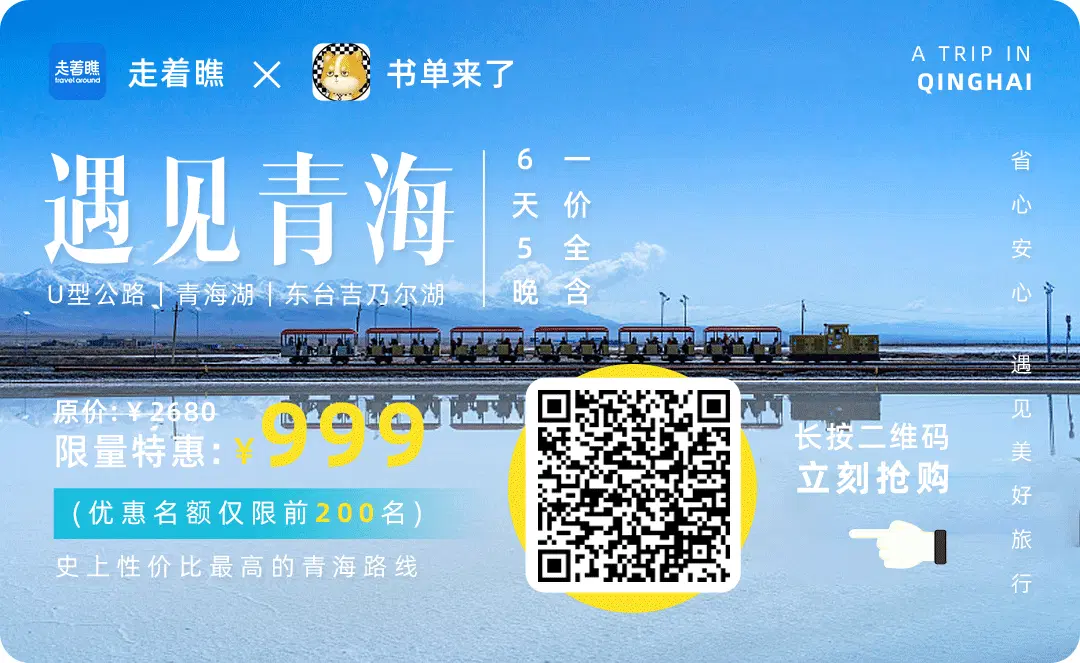 走着瞧
travel around
走着瞧 × 书单来了
A TRIP IN
QINGHAI
遇见青海
一价全含
6天5晚
U型公路 | 青海湖 | 东台吉乃尔湖
省心安心 遇见美好旅行
原价:¥2680
限量特惠:¥999
(优惠名额仅限前200名)
史上性价比最高的青海路线
长按二维码
立刻抢购